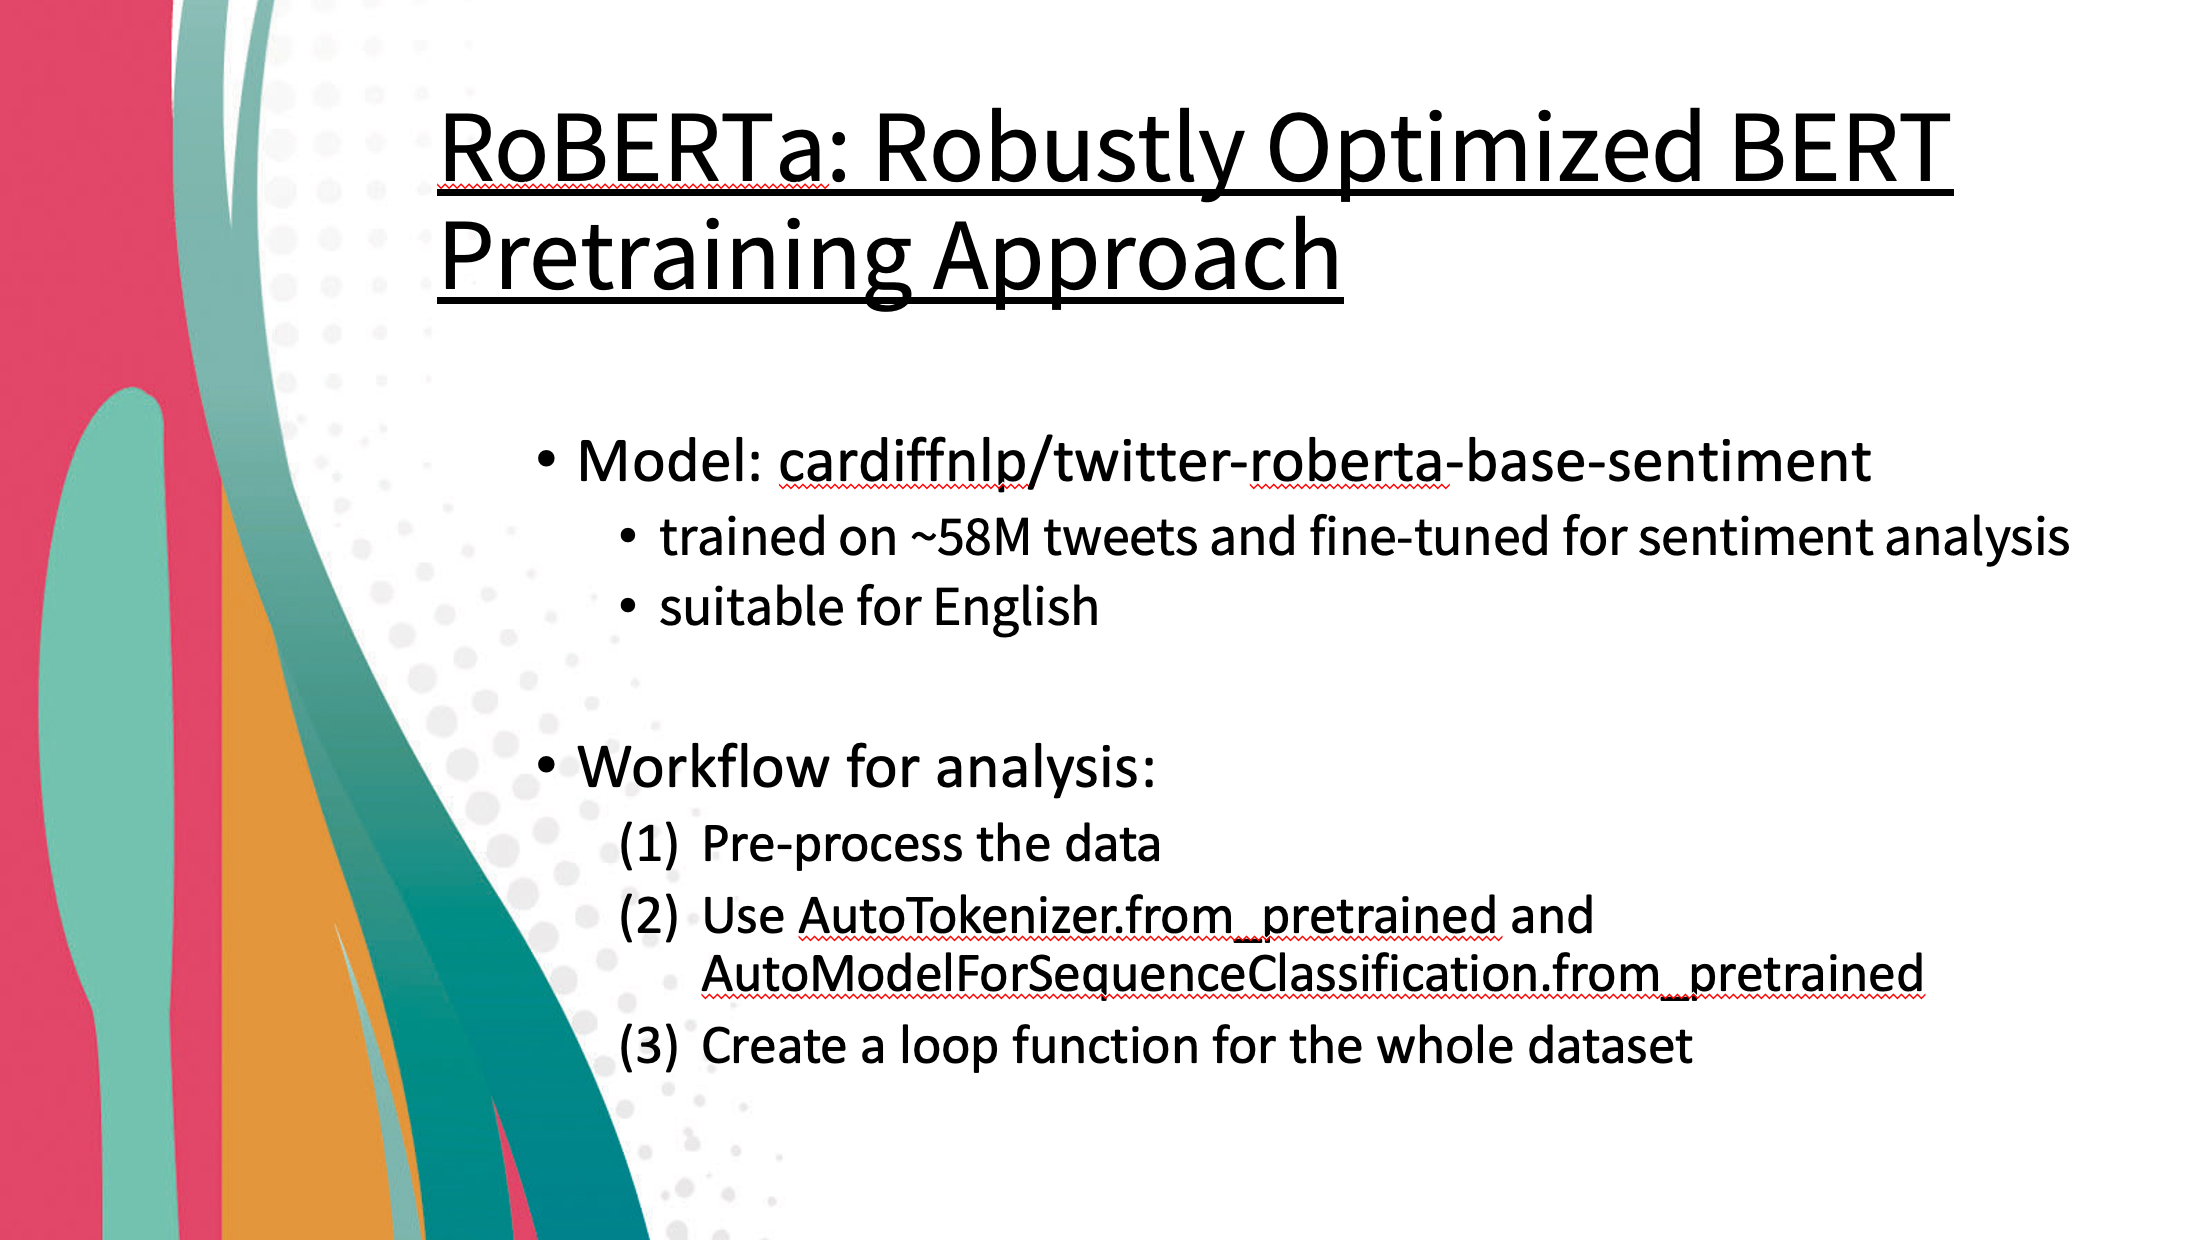 RoBERTa: Robustly Optimized BERT
Pretraining Approach
• Model: cardiffnlp/twitter-roberta-base-sentiment
• trained on ~58M tweets and fine-tuned for sentiment analysis
• suitable for English
• Workflow for analysis:
(1) Pre-process the data
(2) Use AutoTokenizer.from_pretrained and
AutoModelForSequenceClassification.from_pretrained
(3) Create a loop function for the whole dataset